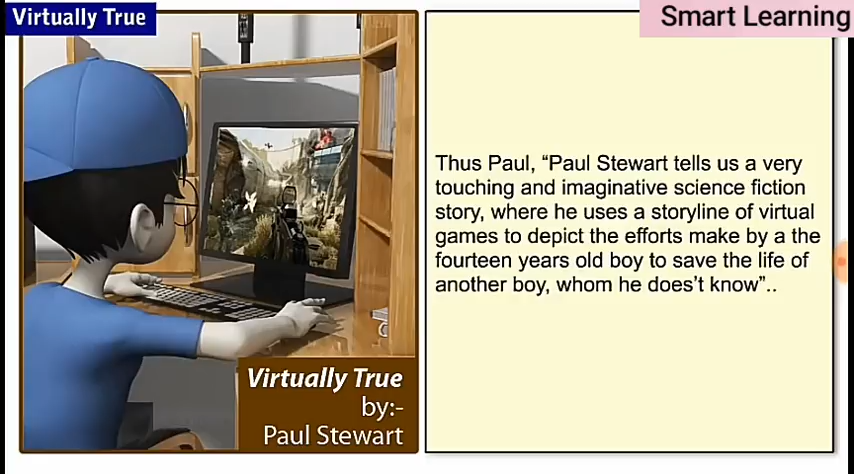 Virtually True
Smart Learning
Virtually True
by:-
Paul Stewart
Thus Paul, “Paul Stewart tells us a very
touching and imaginative science fiction
story, where he uses a storyline of virtual
games to depict the efforts make by a the
fourteen years old boy to save the life of
another boy, whom he does't know”..